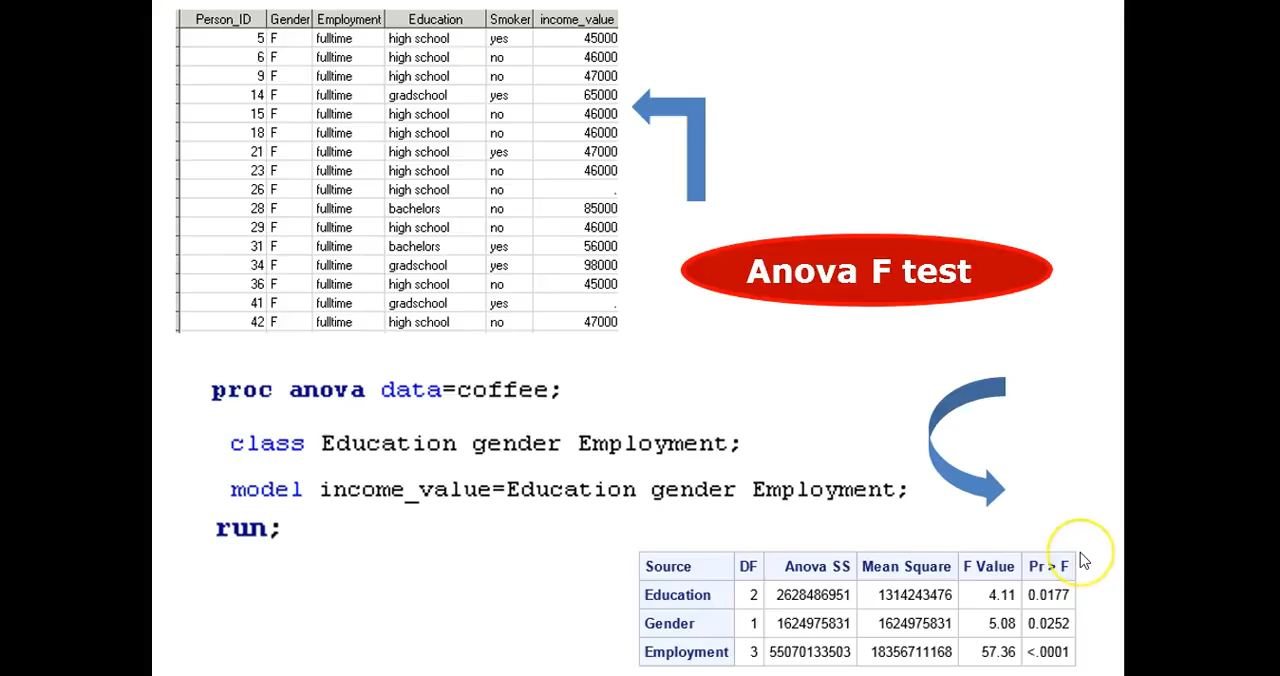 Person_ID Gender Employment Education Smoker income_value
5 F fulltime high school yes 45000
6 F fulltime high school no 46000
9 F fulltime high school no 47000
14 F fulltime gradschool yes 65000
15 F fulltime high school no 46000
18 F fulltime high school no 46000
21 F fulltime high school yes 47000
23 F fulltime high school no 46000
26 F fulltime high school no .
28 F fulltime bachelors no 85000
29 F fulltime high school no 46000
31 F fulltime bachelors yes 56000
34 F fulltime gradschool yes 98000
36 F fulltime high school no 45000
41 F fulltime gradschool yes .
42 F fulltime high school no 47000
Anova F test
proc anova data=coffee;
class Education gender Employment;
model income_value=Education gender Employment;
run;
Source DF Anova SS Mean Square F Value Pr > F
Education 2 2628486951 1314243476 4.11 0.0177
Gender 1 1624975831 1624975831 5.08 0.0252
Employment 3 55070133503 18356711168 57.36 <.0001